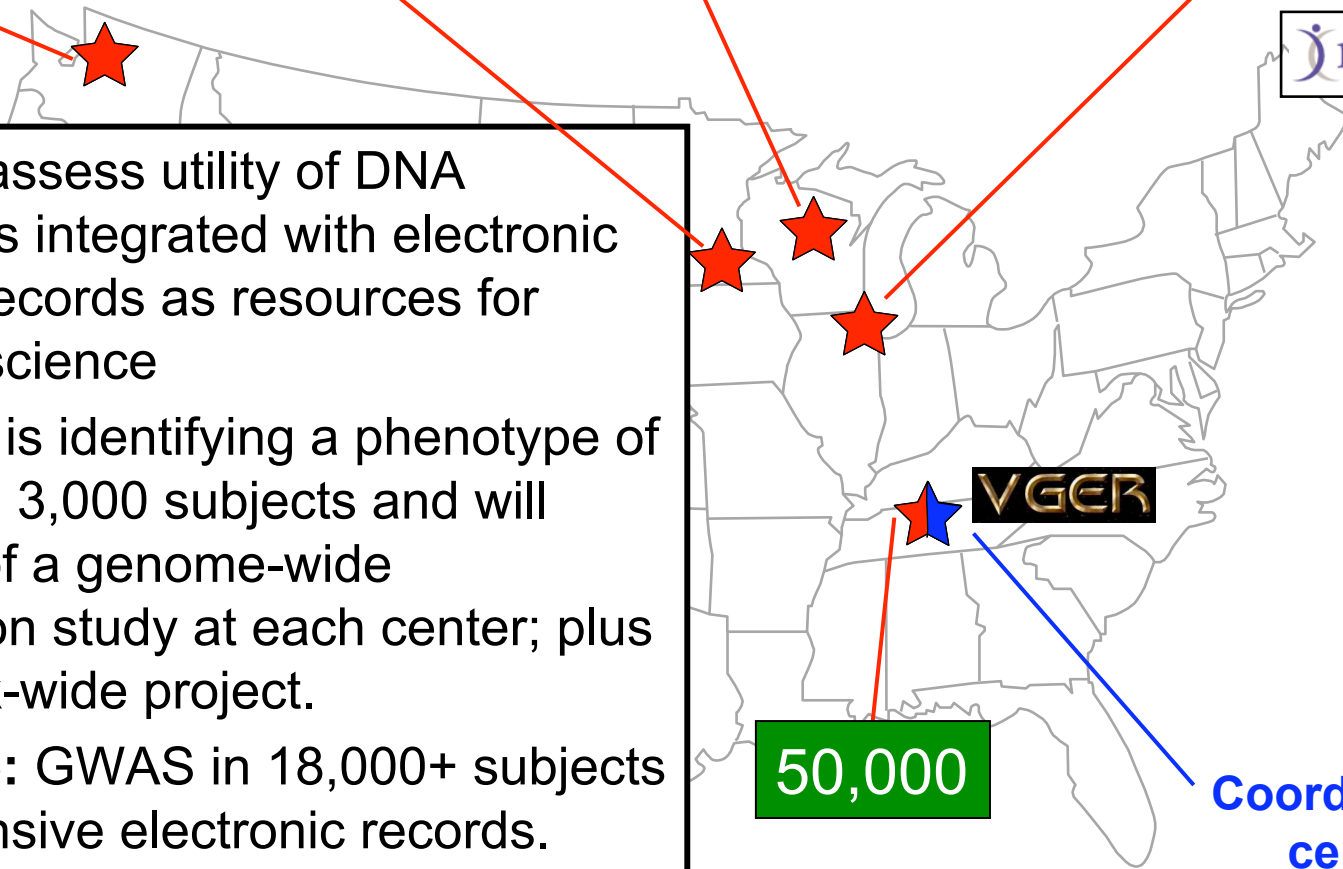 assess utility of DNA
s integrated with electronic
ecords as resources for
science
is identifying a phenotype of
3,000 subjects and will
of a genome-wide
on study at each center; plus
k-wide project.
: GWAS in 18,000+ subjects
nsive electronic records.
VGER
50,000
Coord
ce